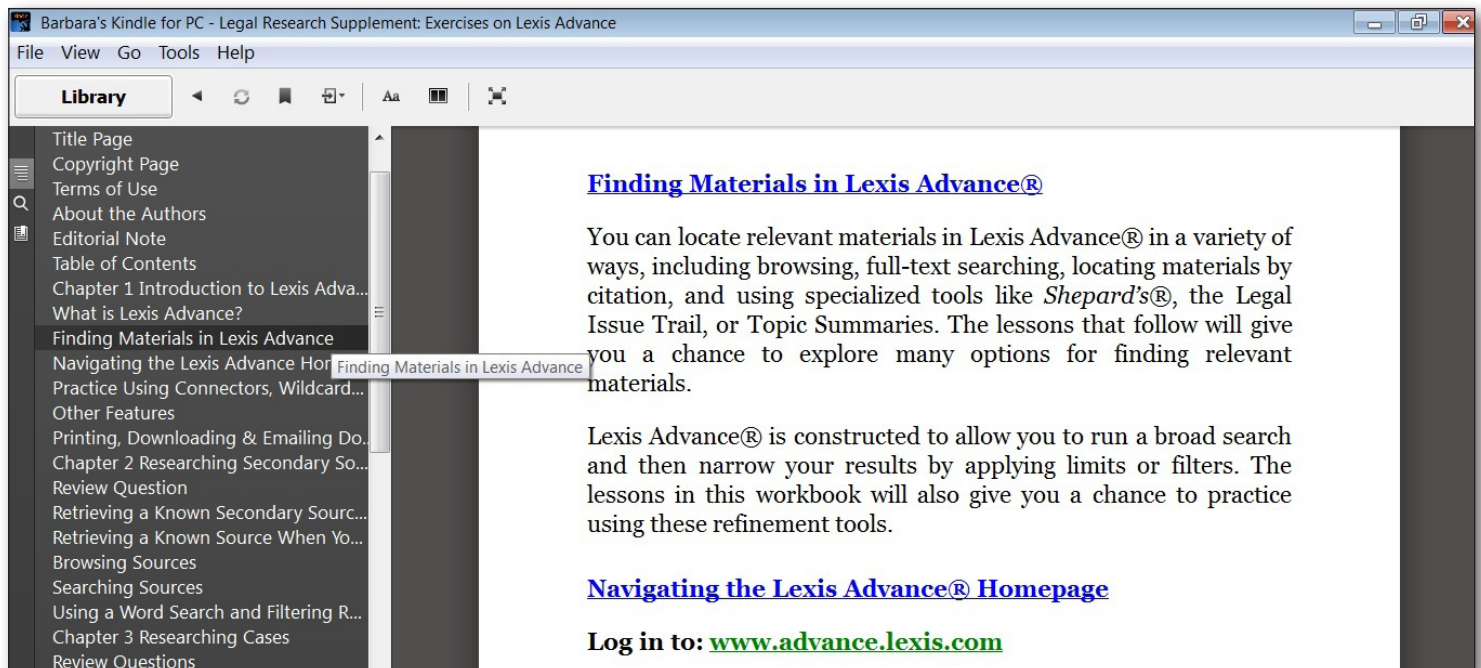 Barbara's Kindle for PC - Legal Research Supplement: Exercises on Lexis Advance
File View Go Tools Help
Library
Aa
Title Page
Copyright Page
Terms of Use
About the Authors
Editorial Note
Table of Contents
Chapter 1 Introduction to Lexis Adva...
What is Lexis Advance?
Finding Materials in Lexis Advance
Navigating the Lexis Advance Hor
Finding Materials in Lexis Advance
Practice Using Connectors, Wildcard...
Other Features
Printing, Downloading & Emailing Do..
Chapter 2 Researching Secondary So...
Review Question
Retrieving a Known Secondary Sourc...
Retrieving a Known Source When Yo...
Browsing Sources
Searching Sources
Using a Word Search and Filtering R...
Chapter 3 Researching Cases
Review Questions
Finding Materials in Lexis Advance®
You can locate relevant materials in Lexis Advance® in a variety of
ways, including browsing, full-text searching, locating materials by
citation, and using specialized tools like Shepard's®, the Legal
Issue Trail, or Topic Summaries. The lessons that follow will give
you a chance to explore many options for finding relevant
materials.
Lexis Advance® is constructed to allow you to run a broad search
and then narrow your results by applying limits or filters. The
lessons in this workbook will also give you a chance to practice
using these refinement tools.
Navigating the Lexis Advance® Homepage
Log in to: www.advance.lexis.com